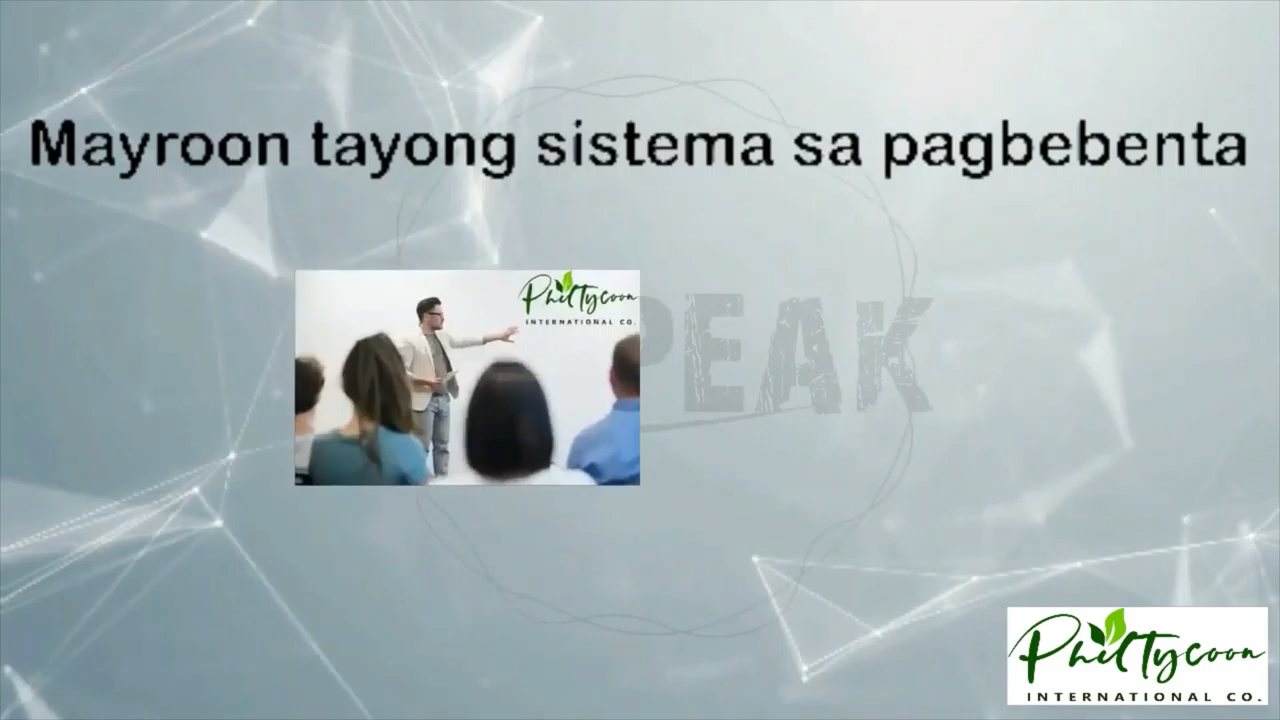 Mayroon tayong sistema sa pagbebenta
PhilTycoon
INTERNATIONAL CO.
PEAK
PhilTycoon
INTERNATIONAL CO.